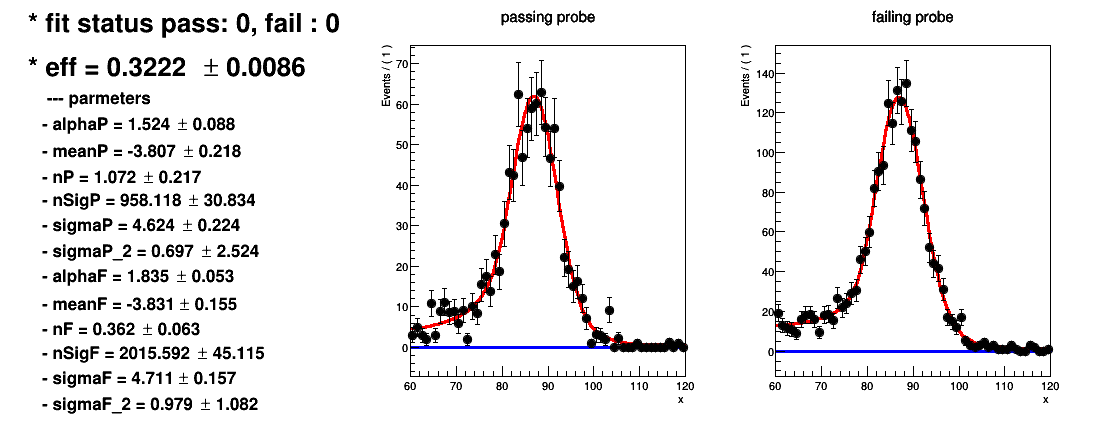 * fit status pass: 0, fail : 0
* eff = 0.3222 ± 0.0086
--- parmeters
- alphaP = 1.524 ± 0.088
- meanP = -3.807 ± 0.218
- nP = 1.072 ± 0.217
- nSigP = 958.118 ± 30.834
- sigmaP = 4.624 ± 0.224
- sigmaP_2 = 0.697 ± 2.524
- alphaF = 1.835 ± 0.053
- meanF = -3.831 ± 0.155
- nF = 0.362 ± 0.063
- nSigF = 2015.592 ± 45.115
- sigmaF = 4.711 ± 0.157
- sigmaF_2 = 0.979 ± 1.082
passing probe
Events / ( 1 )
70
60
50
40
30
20
10
0
60 70 80 90 100 110 120
x
failing probe
Events / ( 1 )
140
120
100
80
60
40
20
0
60 70 80 90 100 110 120
x